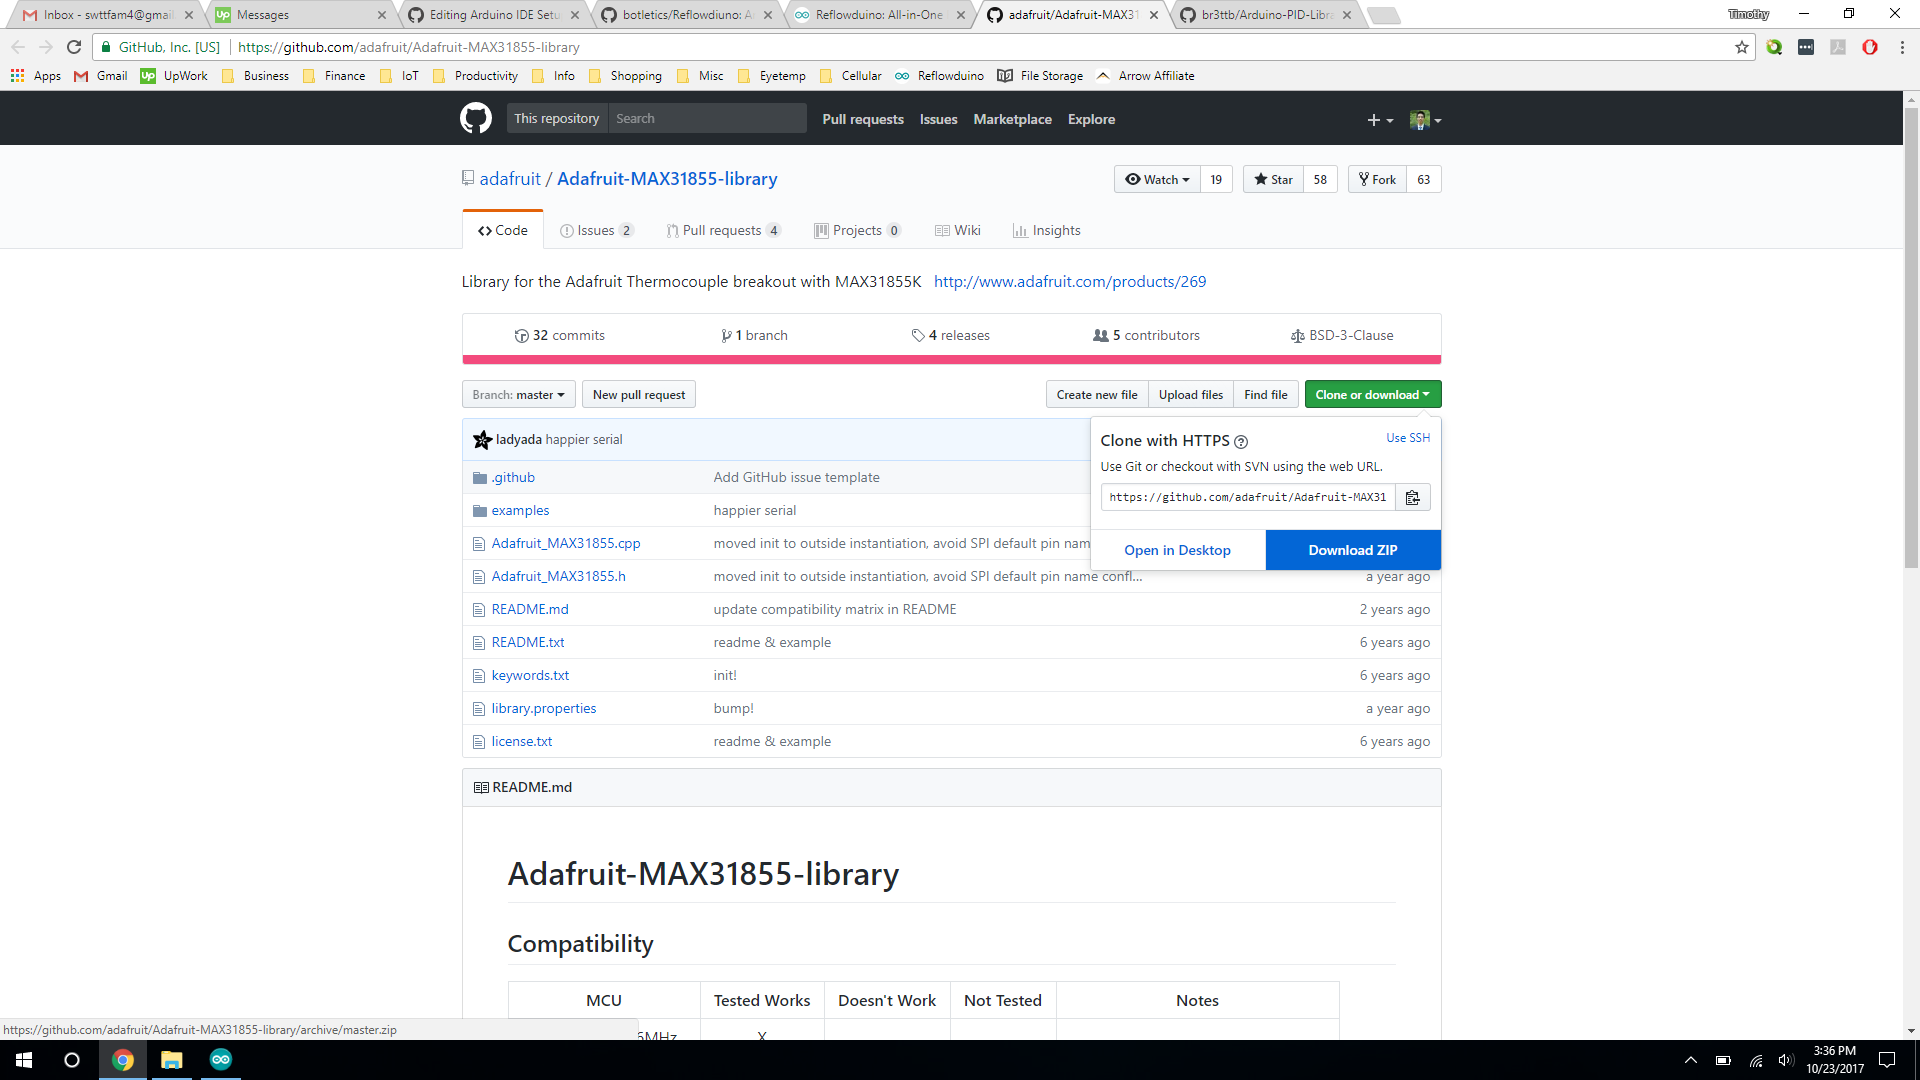 Inbox - swttfam4@gmail
Messages
Editing Arduino IDE Setu
botletics/Reflowduino: A
Reflowduino: All-in-One
adafruit/Adafruit-MAX31
br3ttb/Arduino-PID-Libra
Timothy
GitHub, Inc. [US]
https://github.com/adafruit/Adafruit-MAX31855-library
Apps
Gmail
UpWork
Business
Finance
IoT
Productivity
Info
Shopping
Misc
Eyetemp
Cellular
Reflowduino
File Storage
Arrow Affiliate
This repository
Search
Pull requests
Issues
Marketplace
Explore
adafruit / Adafruit-MAX31855-library
Watch 19
Star 58
Fork 63
Code
Issues 2
Pull requests 4
Projects 0
Wiki
Insights
Library for the Adafruit Thermocouple breakout with MAX31855K http://www.adafruit.com/products/269
32 commits
1 branch
4 releases
5 contributors
BSD-3-Clause
Branch: master
New pull request
Create new file
Upload files
Find file
Clone or download
ladyada happier serial
Clone with HTTPS
Use SSH
Use Git or checkout with SVN using the web URL.
https://github.com/adafruit/Adafruit-MAX31
Open in Desktop
Download ZIP
.github Add GitHub issue template
examples happier serial
Adafruit_MAX31855.cpp moved init to outside instantiation, avoid SPI default pin nam
Adafruit_MAX31855.h moved init to outside instantiation, avoid SPI default pin name confl... a year ago
README.md update compatibility matrix in README 2 years ago
README.txt readme & example 6 years ago
keywords.txt init! 6 years ago
library.properties bump! a year ago
license.txt readme & example 6 years ago
README.md
Adafruit-MAX31855-library
Compatibility
MCU Tested Works Doesn't Work Not Tested Notes
6MHz X
https://github.com/adafruit/Adafruit-MAX31855-library/archive/master.zip
3:36 PM
10/23/2017